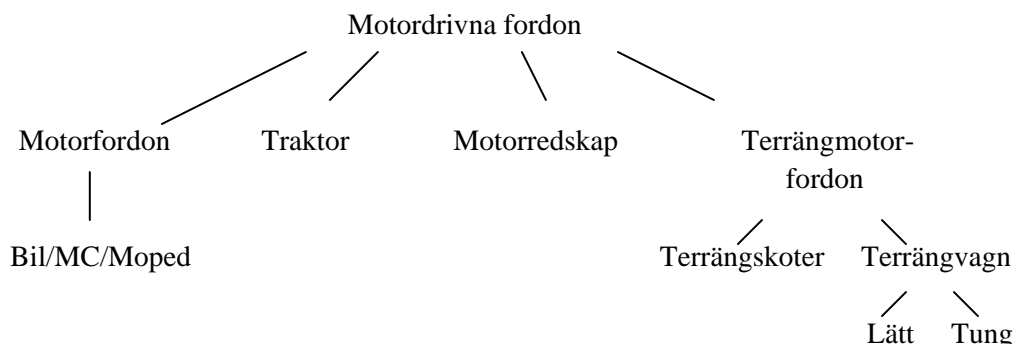 Motordrivna fordon
Motorfordon Traktor Motorredskap Terrängmotor-
fordon
Bil/MC/Moped Terrängskoter Terrängvagn
Lätt Tung